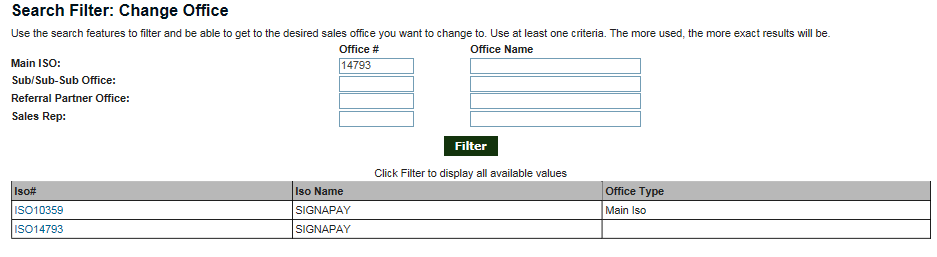 Search Filter: Change Office
Use the search features to filter and be able to get to the desired sales office you want to change to. Use at least one criteria. The more used, the more exact results will be.
Office # Office Name
Main ISO: 14793
Sub/Sub-Sub Office:
Referral Partner Office:
Sales Rep:
Filter
Click Filter to display all available values
Iso# Iso Name Office Type
ISO10359 SIGNAPAY Main Iso
ISO14793 SIGNAPAY